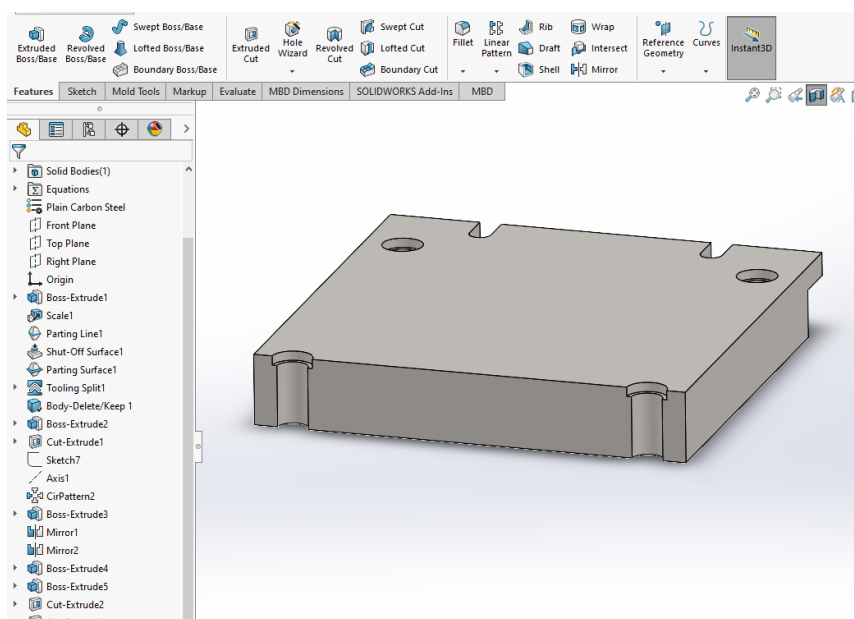 Extruded Boss/Base
Revolved Boss/Base
Swept Boss/Base
Lofted Boss/Base
Boundary Boss/Base
Extruded Cut
Hole Wizard
Revolved Cut
Swept Cut
Lofted Cut
Boundary Cut
Fillet
Linear Pattern
Rib
Draft
Shell
Wrap
Intersect
Mirror
Reference Geometry
Curves
Instant3D
Features Sketch Mold Tools Markup Evaluate MBD Dimensions SOLIDWORKS Add-Ins MBD
Solid Bodies(1)
Equations
Plain Carbon Steel
Front Plane
Top Plane
Right Plane
Origin
Boss-Extrude1
Scale1
Parting Line1
Shut-Off Surface1
Parting Surface1
Tooling Split1
Body-Delete/Keep 1
Boss-Extrude2
Cut-Extrude1
Sketch7
Axis1
CirPattern2
Boss-Extrude3
Mirror1
Mirror2
Boss-Extrude4
Boss-Extrude5
Cut-Extrude2